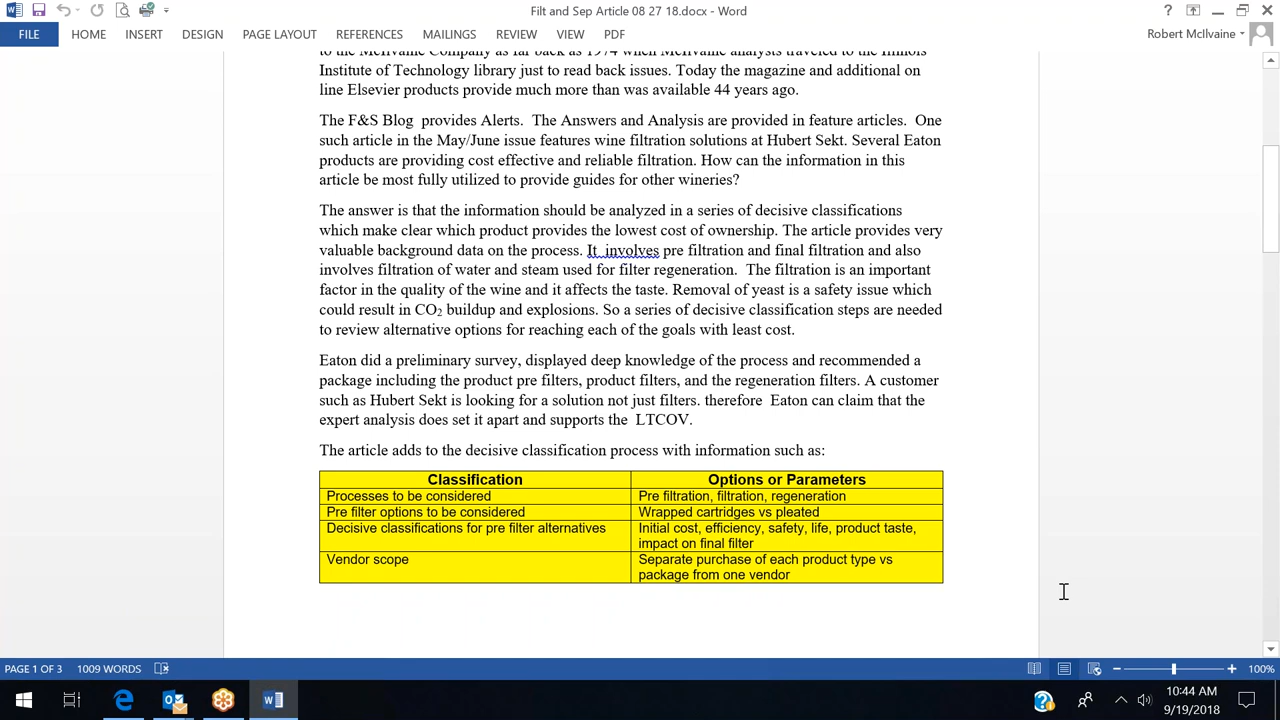 Filt and Sep Article 08 27 18.docx - Word
?
FILE HOME INSERT DESIGN PAGE LAYOUT REFERENCES MAILINGS REVIEW VIEW PDF Robert McIlvaine
to the McIlvaine Company as far back as 1974 when McIlvaine analysts traveled to the Illinois
Institute of Technology library just to read back issues. Today the magazine and additional on
line Elsevier products provide much more than was available 44 years ago.
The F&S Blog provides Alerts. The Answers and Analysis are provided in feature articles. One
such article in the May/June issue features wine filtration solutions at Hubert Sekt. Several Eaton
products are providing cost effective and reliable filtration. How can the information in this
article be most fully utilized to provide guides for other wineries?
The answer is that the information should be analyzed in a series of decisive classifications
which make clear which product provides the lowest cost of ownership. The article provides very
valuable background data on the process. It involves pre filtration and final filtration and also
involves filtration of water and steam used for filter regeneration. The filtration is an important
factor in the quality of the wine and it affects the taste. Removal of yeast is a safety issue which
could result in CO2 buildup and explosions. So a series of decisive classification steps are needed
to review alternative options for reaching each of the goals with least cost.
Eaton did a preliminary survey, displayed deep knowledge of the process and recommended a
package including the product pre filters, product filters, and the regeneration filters. A customer
such as Hubert Sekt is looking for a solution not just filters. therefore Eaton can claim that the
expert analysis does set it apart and supports the LTCOV.
The article adds to the decisive classification process with information such as:
Classification Options or Parameters
Processes to be considered Pre filtration, filtration, regeneration
Pre filter options to be considered Wrapped cartridges vs pleated
Decisive classifications for pre filter alternatives Initial cost, efficiency, safety, life, product taste,
impact on final filter
Vendor scope Separate purchase of each product type vs
package from one vendor
PAGE 1 OF 3 1009 WORDS 100%
10:44 AM
9/19/2018